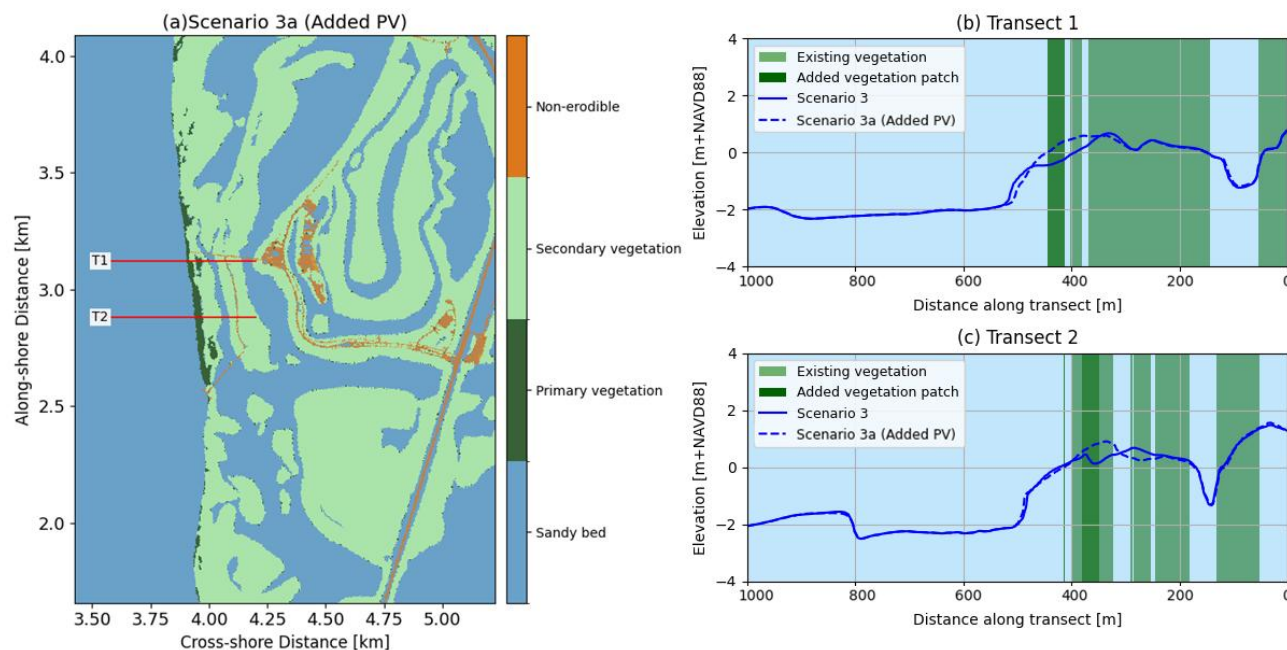 (a)Scenario 3a (Added PV)
4.0
3.5
3.0
2.5
2.0
Along-shore Distance [km]
T1
T2
3.50 3.75 4.00 4.25 4.50 4.75 5.00
Cross-shore Distance [km]
Non-erodible
Secondary vegetation
Primary vegetation
Sandy bed
(b) Transect 1
Existing vegetation
Added vegetation patch
Scenario 3
Scenario 3a (Added PV)
4
2
0
−2
−4
Elevation [m+NAVD88]
1000 800 600 400 200 0
Distance along transect [m]
(c) Transect 2
Existing vegetation
Added vegetation patch
Scenario 3
Scenario 3a (Added PV)
4
2
0
−2
−4
Elevation [m+NAVD88]
1000 800 600 400 200 0
Distance along transect [m]